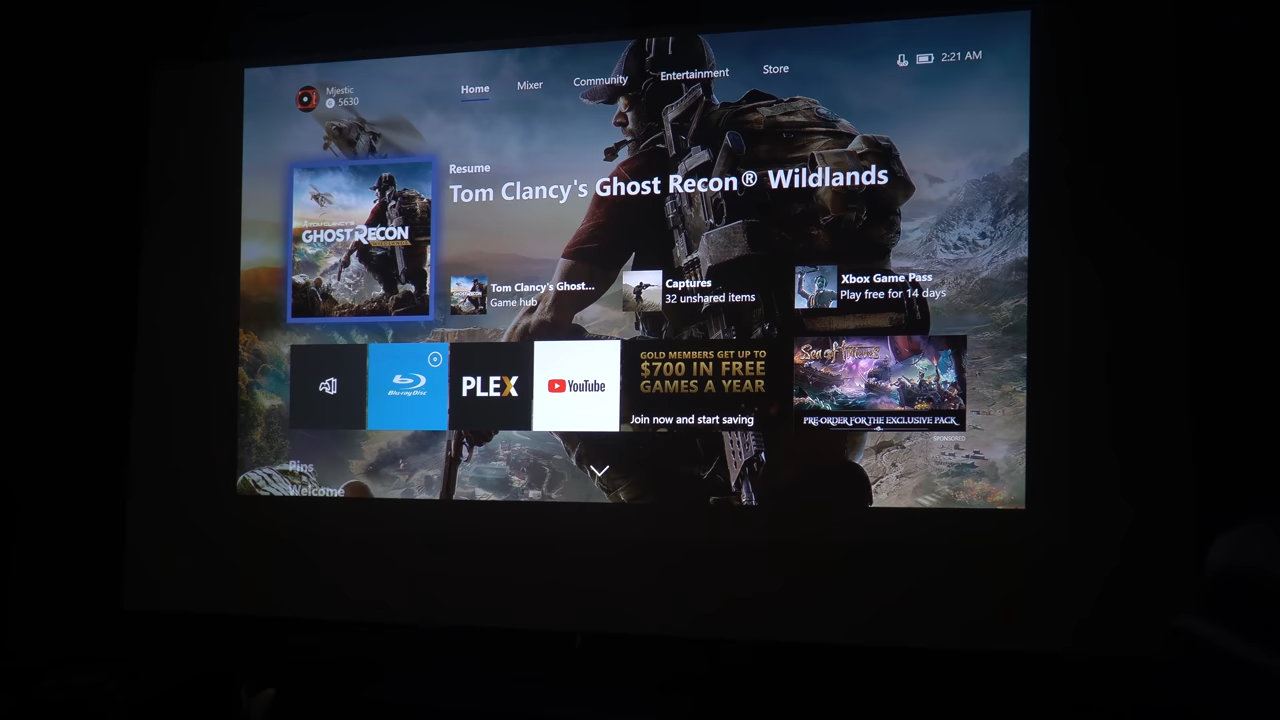 Mjestic
G 5630
Home
Mixer
Community
Entertainment
Store
2:21 AM
TOM CLANCY'S
GHOST RECON
WILDLANDS
Resume
Tom Clancy's Ghost Recon® Wildlands
Tom Clancy's Ghost...
Game hub
Captures
32 unshared items
Xbox Game Pass
Play free for 14 days
Blu-ray Disc
PLEX
YouTube
GOLD MEMBERS GET UP TO
$700 IN FREE
GAMES A YEAR
Join now and start saving
Sea of Thieves
PRE-ORDER FOR THE EXCLUSIVE PACK
SPONSORED
Pins
Welcome